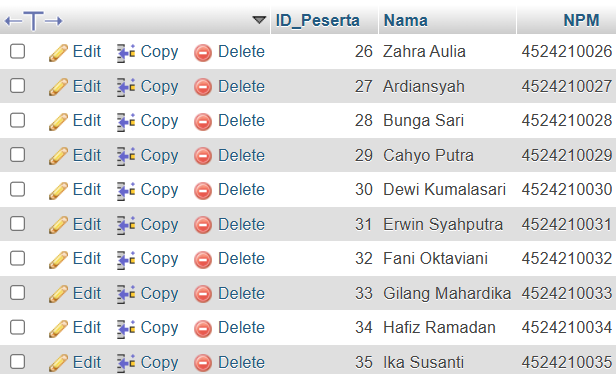 ←T→ ID_Peserta Nama NPM
Edit Copy Delete 26 Zahra Aulia 4524210026
Edit Copy Delete 27 Ardiansyah 4524210027
Edit Copy Delete 28 Bunga Sari 4524210028
Edit Copy Delete 29 Cahyo Putra 4524210029
Edit Copy Delete 30 Dewi Kumalasari 4524210030
Edit Copy Delete 31 Erwin Syahputra 4524210031
Edit Copy Delete 32 Fani Oktaviani 4524210032
Edit Copy Delete 33 Gilang Mahardika 4524210033
Edit Copy Delete 34 Hafiz Ramadan 4524210034
Edit Copy Delete 35 Ika Susanti 4524210035